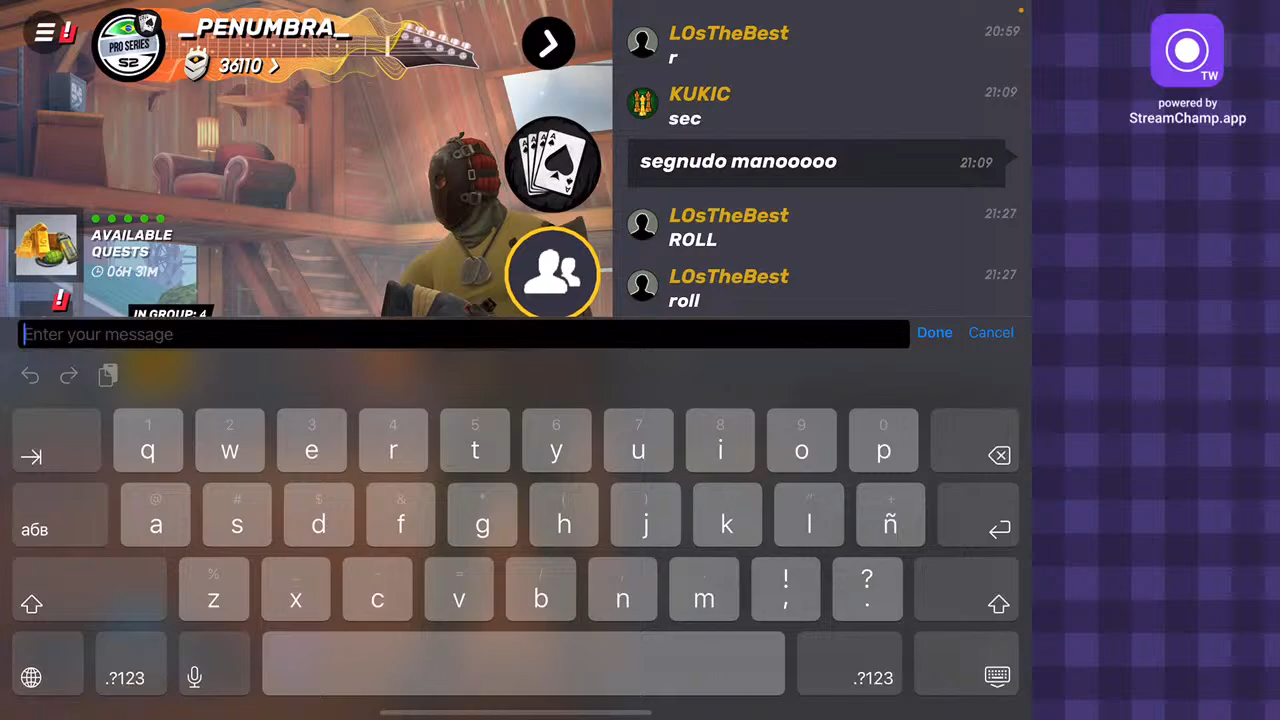 _PENUMBRA_
PRO SERIES
S2
36110
AVAILABLE
QUESTS
06H 31M
IN GROUP: 4
LOsTheBest 20:59
r
KUKIC 21:09
sec
segnudo manooooo 21:09
LOsTheBest 21:27
ROLL
LOsTheBest 21:27
roll
TW
powered by
StreamChamp.app
Enter your message Done Cancel
1 2 3 4 5 6 7 8 9 0
q w e r t y u i o p
@ # $ & * ( ) ' " +
абв a s d f g h j k l ñ
% - = / ! ?
z x c v b n m , .
.?123 .?123